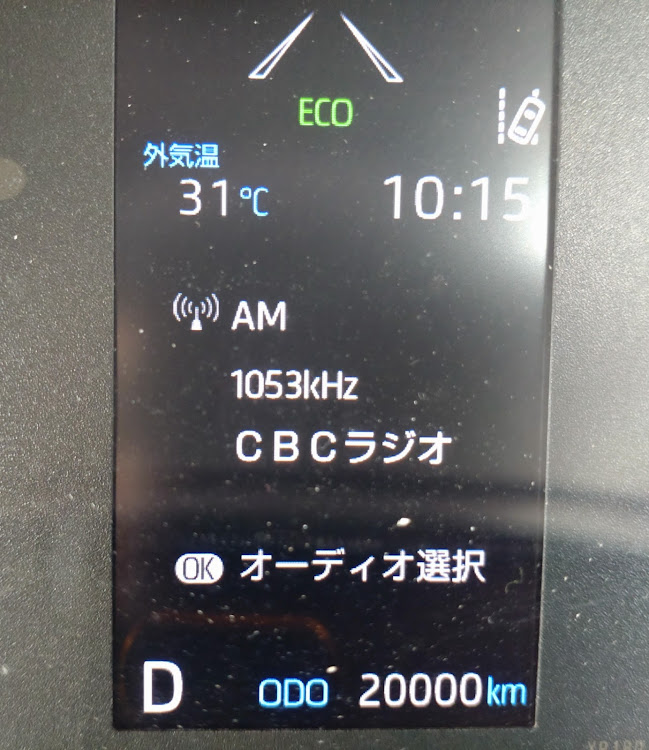 ECO
外気温
31℃ 10:15
AM
1053kHz
CBCラジオ
OK オーディオ選択
D ODO 20000km